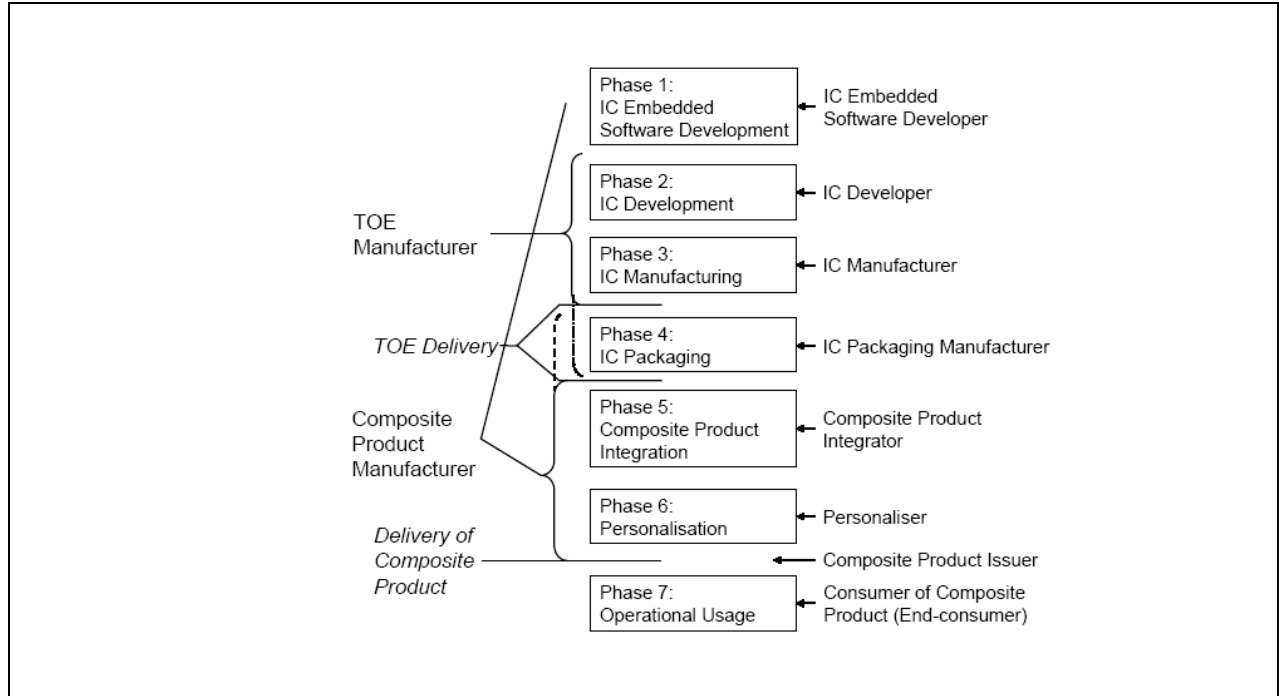 Phase 1:
IC Embedded
Software Development
IC Embedded
Software Developer
Phase 2:
IC Development
IC Developer
TOE
Manufacturer
Phase 3:
IC Manufacturing
IC Manufacturer
TOE Delivery
Phase 4:
IC Packaging
IC Packaging Manufacturer
Composite
Product
Manufacturer
Phase 5:
Composite Product
Integration
Composite Product
Integrator
Phase 6:
Personalisation
Personaliser
Delivery of
Composite
Product
Composite Product Issuer
Phase 7:
Operational Usage
Consumer of Composite
Product (End-consumer)